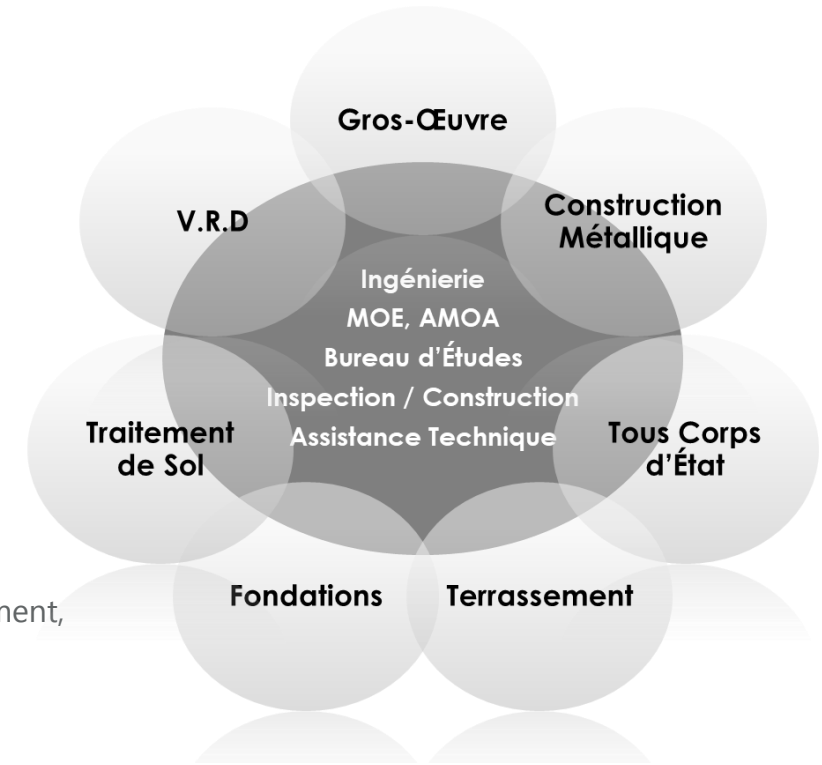 Gros-Œuvre
V.R.D
Construction
Métallique
Ingénierie
MOE, AMOA
Bureau d’Études
Inspection / Construction
Assistance Technique
Traitement
de Sol
Tous Corps
d’État
Fondations
Terrassement